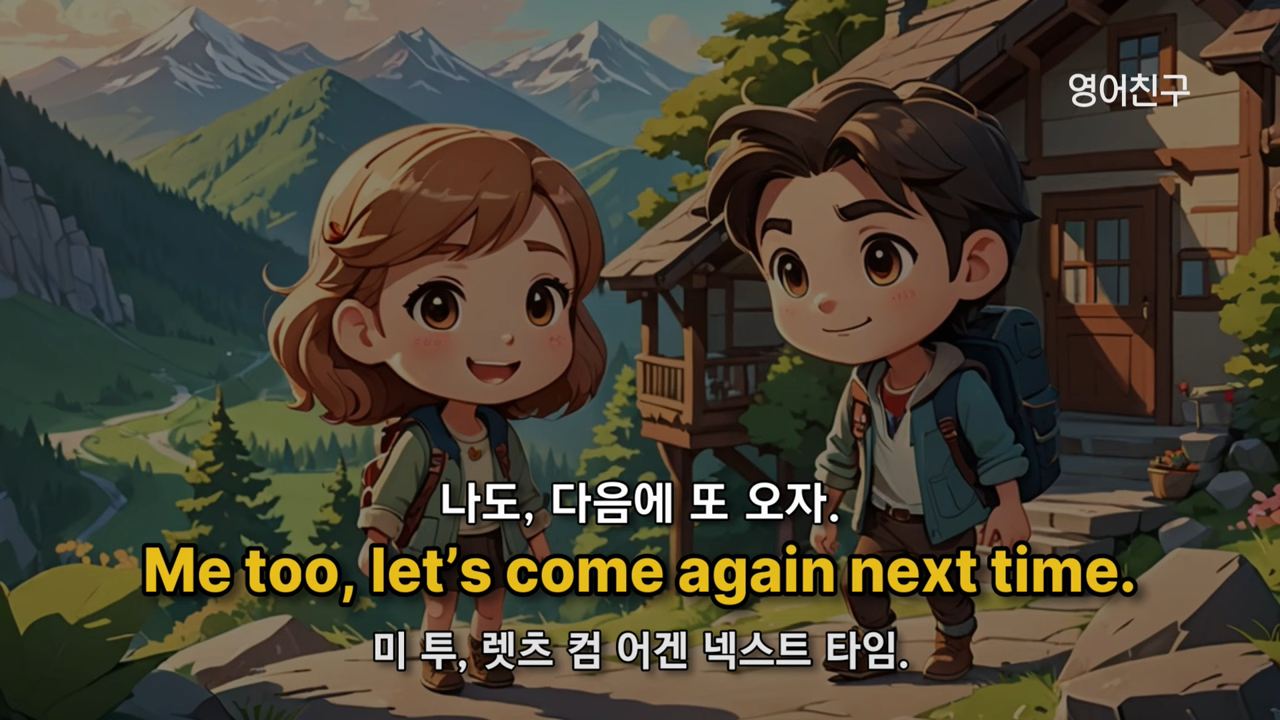 영어친구
나도, 다음에 또 오자.
Me too, let's come again next time.
미 투, 렛츠 컴 어겐 넥스트 타임.